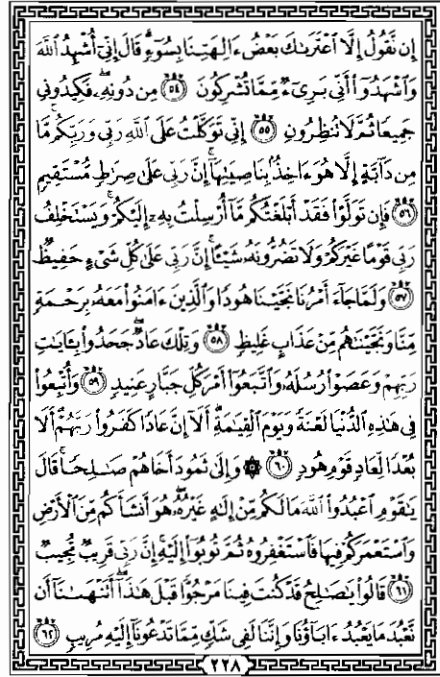 إِن نَّقُولُ إِلَّا ٱعْتَرَىٰكَ بَعْضُ ءَالِهَتِنَا بِسُوٓءٍ ۗ قَالَ إِنِّىٓ أُشْهِدُ ٱللَّهَ
وَٱشْهَدُوٓا۟ أَنِّى بَرِىٓءٌ مِّمَّا تُشْرِكُونَ ٥٤ مِن دُونِهِۦ ۖ فَكِيدُونِى
جَمِيعًا ثُمَّ لَا تُنظِرُونِ ٥٥ إِنِّى تَوَكَّلْتُ عَلَى ٱللَّهِ رَبِّى وَرَبِّكُم ۚ مَّا
مِن دَآبَّةٍ إِلَّا هُوَ ءَاخِذٌۢ بِنَاصِيَتِهَآ ۚ إِنَّ رَبِّى عَلَىٰ صِرَٰطٍ مُّسْتَقِيمٍ
٥٦ فَإِن تَوَلَّوْا۟ فَقَدْ أَبْلَغْتُكُم مَّآ أُرْسِلْتُ بِهِۦٓ إِلَيْكُمْ ۚ وَيَسْتَخْلِفُ
رَبِّى قَوْمًا غَيْرَكُمْ وَلَا تَضُرُّونَهُۥ شَيْـًٔا ۚ إِنَّ رَبِّى عَلَىٰ كُلِّ شَىْءٍ حَفِيظٌ
٥٧ وَلَمَّا جَآءَ أَمْرُنَا نَجَّيْنَا هُودًا وَٱلَّذِينَ ءَامَنُوا۟ مَعَهُۥ بِرَحْمَةٍ
مِّنَّا وَنَجَّيْنَٰهُم مِّنْ عَذَابٍ غَلِيظٍ ٥٨ وَتِلْكَ عَادٌ ۖ جَحَدُوا۟ بِـَٔايَٰتِ
رَبِّهِمْ وَعَصَوْا۟ رُسُلَهُۥ وَٱتَّبَعُوٓا۟ أَمْرَ كُلِّ جَبَّارٍ عَنِيدٍ ٥٩ وَأُتْبِعُوا۟
فِى هَٰذِهِ ٱلدُّنْيَا لَعْنَةً وَيَوْمَ ٱلْقِيَٰمَةِ ۗ أَلَآ إِنَّ عَادًا كَفَرُوا۟ رَبَّهُمْ ۗ أَلَا
بُعْدًا لِّعَادٍ قَوْمِ هُودٍ ٦٠ ۞ وَإِلَىٰ ثَمُودَ أَخَاهُمْ صَٰلِحًا ۚ قَالَ
يَٰقَوْمِ ٱعْبُدُوا۟ ٱللَّهَ مَا لَكُم مِّنْ إِلَٰهٍ غَيْرُهُۥ ۖ هُوَ أَنشَأَكُم مِّنَ ٱلْأَرْضِ
وَٱسْتَعْمَرَكُمْ فِيهَا فَٱسْتَغْفِرُوهُ ثُمَّ تُوبُوٓا۟ إِلَيْهِ ۚ إِنَّ رَبِّى قَرِيبٌ مُّجِيبٌ
٦١ قَالُوا۟ يَٰصَٰلِحُ قَدْ كُنتَ فِينَا مَرْجُوًّا قَبْلَ هَٰذَآ ۖ أَتَنْهَىٰنَآ أَن
نَّعْبُدَ مَا يَعْبُدُ ءَابَآؤُنَا وَإِنَّنَا لَفِى شَكٍّ مِّمَّا تَدْعُونَآ إِلَيْهِ مُرِيبٍ ٦٢
٢٢٨